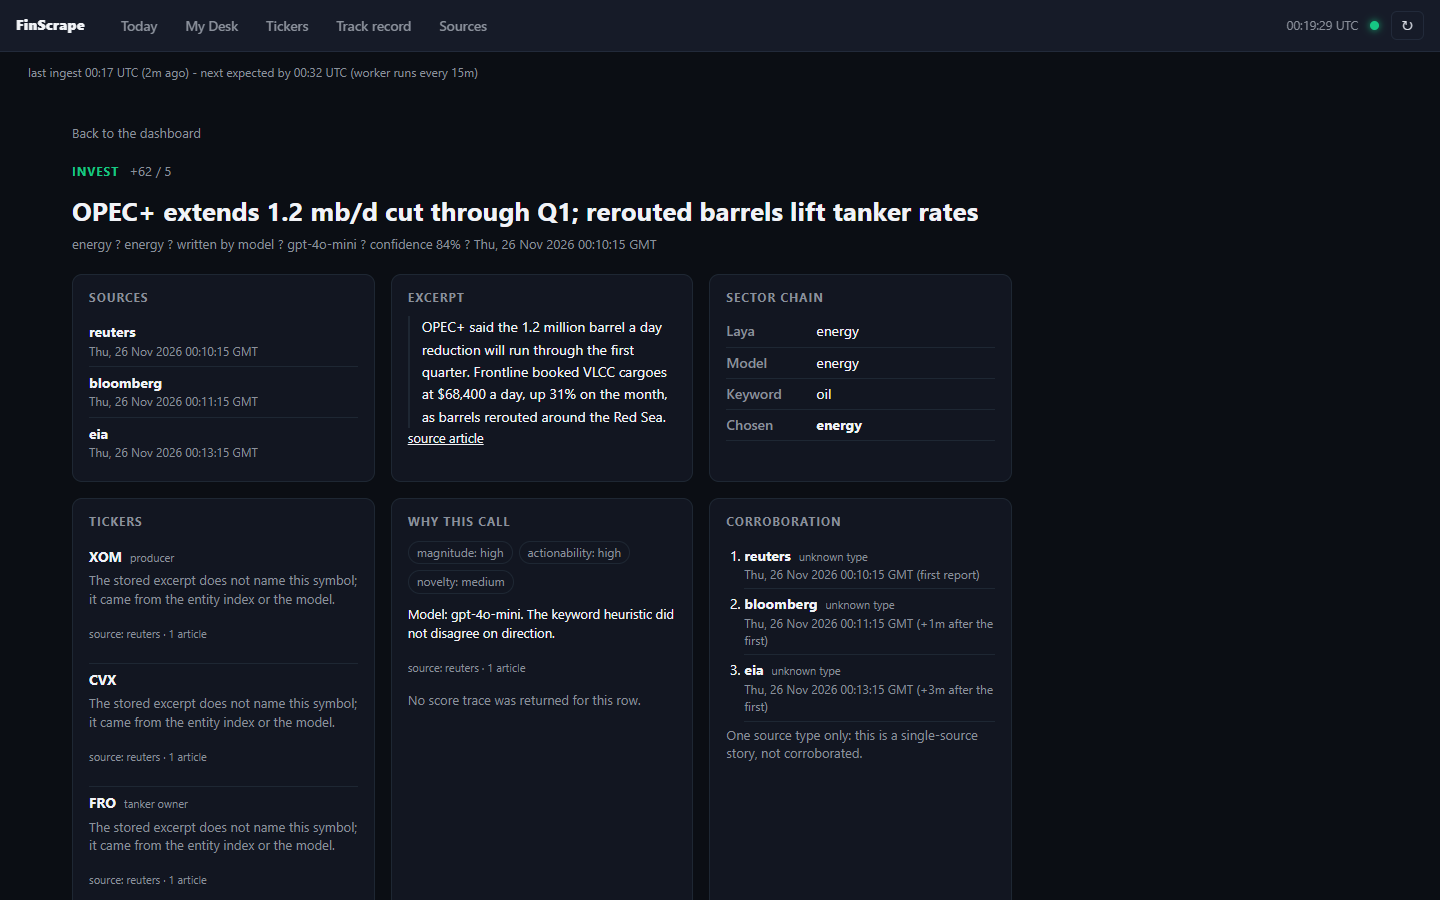 FinScrape Today My Desk Tickers Track record Sources 00:19:29 UTC ↻
last ingest 00:17 UTC (2m ago) - next expected by 00:32 UTC (worker runs every 15m)
Back to the dashboard
INVEST +62 / 5
OPEC+ extends 1.2 mb/d cut through Q1; rerouted barrels lift tanker rates
energy ? energy ? written by model ? gpt-4o-mini ? confidence 84% ? Thu, 26 Nov 2026 00:10:15 GMT
SOURCES
reuters
Thu, 26 Nov 2026 00:10:15 GMT
bloomberg
Thu, 26 Nov 2026 00:11:15 GMT
eia
Thu, 26 Nov 2026 00:13:15 GMT
EXCERPT
OPEC+ said the 1.2 million barrel a day
reduction will run through the first
quarter. Frontline booked VLCC cargoes
at $68,400 a day, up 31% on the month,
as barrels rerouted around the Red Sea.
source article
SECTOR CHAIN
Laya energy
Model energy
Keyword oil
Chosen energy
TICKERS
XOM producer
The stored excerpt does not name this symbol;
it came from the entity index or the model.
source: reuters · 1 article
CVX
The stored excerpt does not name this symbol;
it came from the entity index or the model.
source: reuters · 1 article
FRO tanker owner
The stored excerpt does not name this symbol;
it came from the entity index or the model.
source: reuters · 1 article
WHY THIS CALL
magnitude: high actionability: high
novelty: medium
Model: gpt-4o-mini. The keyword heuristic did
not disagree on direction.
source: reuters · 1 article
No score trace was returned for this row.
CORROBORATION
1. reuters unknown type
Thu, 26 Nov 2026 00:10:15 GMT (first report)
2. bloomberg unknown type
Thu, 26 Nov 2026 00:11:15 GMT (+1m after the
first)
3. eia unknown type
Thu, 26 Nov 2026 00:13:15 GMT (+3m after the
first)
One source type only: this is a single-source
story, not corroborated.